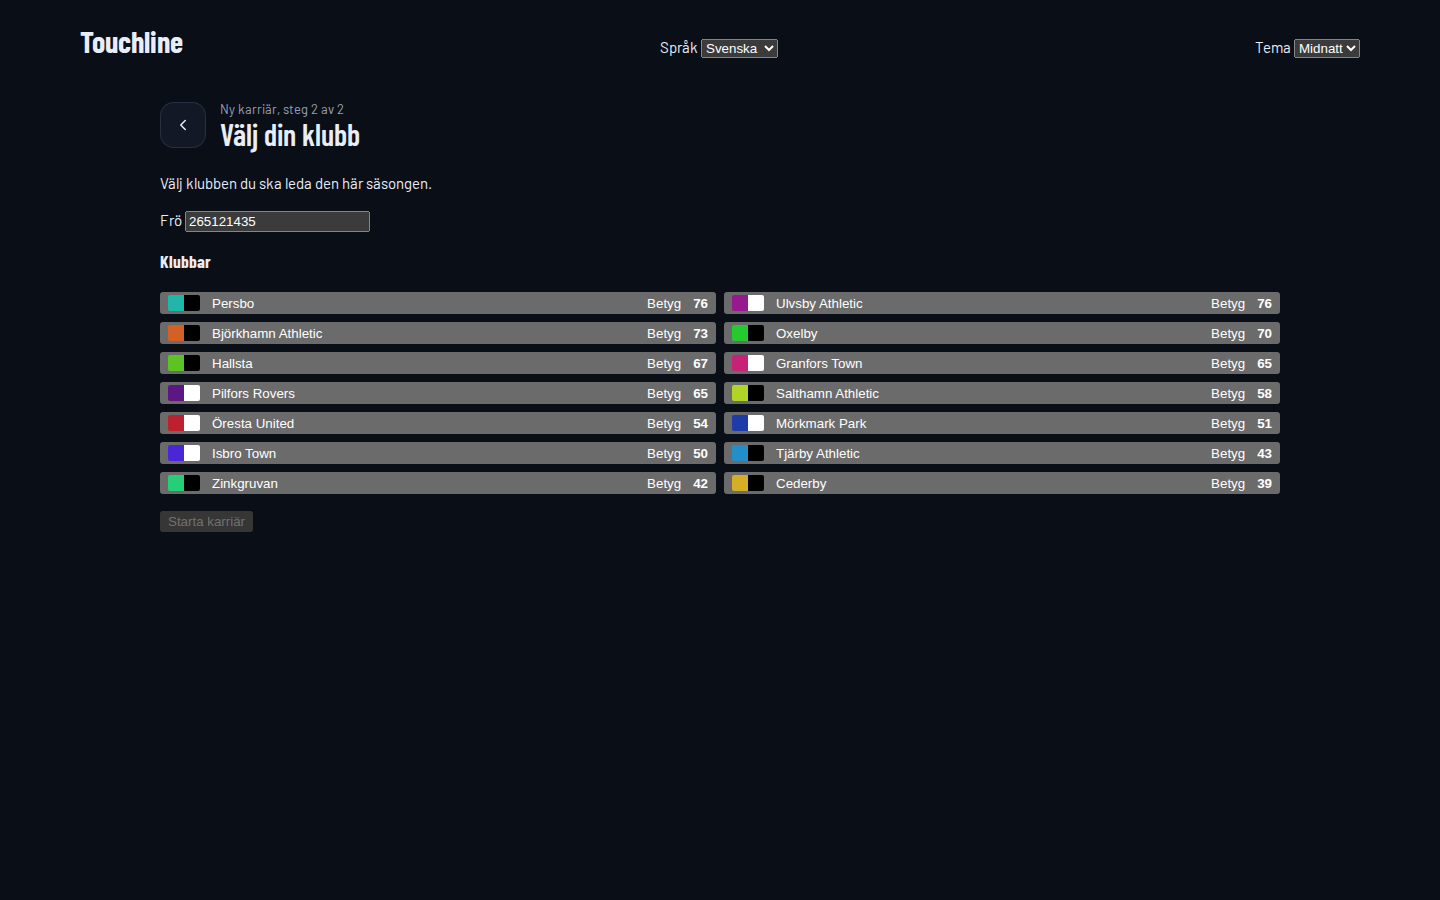 Touchline
Språk Svenska
Tema Midnatt
Ny karriär, steg 2 av 2
Välj din klubb
Välj klubben du ska leda den här säsongen.
Frö 265121435
Klubbar
Persbo Betyg 76
Ulvsby Athletic Betyg 76
Björkhamn Athletic Betyg 73
Oxelby Betyg 70
Hallsta Betyg 67
Granfors Town Betyg 65
Pilfors Rovers Betyg 65
Salthamn Athletic Betyg 58
Öresta United Betyg 54
Mörkmark Park Betyg 51
Isbro Town Betyg 50
Tjärby Athletic Betyg 43
Zinkgruvan Betyg 42
Cederby Betyg 39
Starta karriär